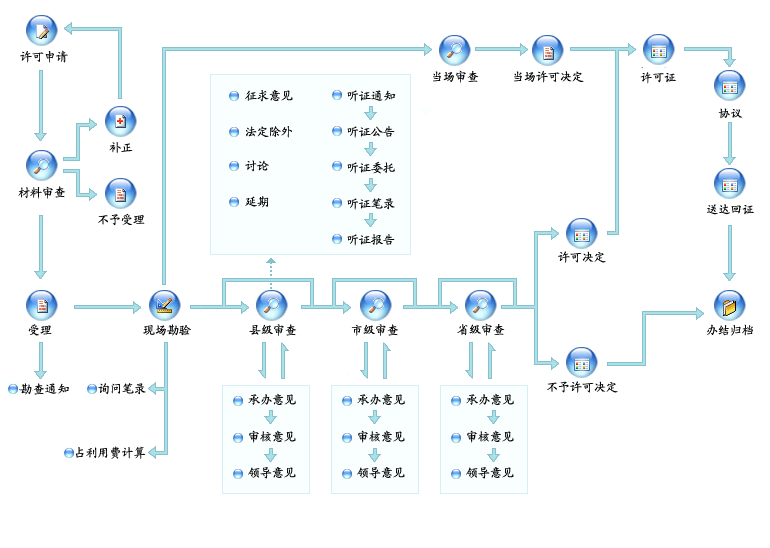 许可申请
当场审查
当场许可决定
许可证
征求意见
听证通知
协议
法定除外
听证公告
补正
讨论
听证委托
材料审查
延期
听证笔录
送达回证
不予受理
听证报告
许可决定
受理
现场勘验
县级审查
市级审查
省级审查
办结归档
勘查通知
询问笔录
不予许可决定
承办意见
承办意见
承办意见
审核意见
审核意见
审核意见
占利用费计算
领导意见
领导意见
领导意见